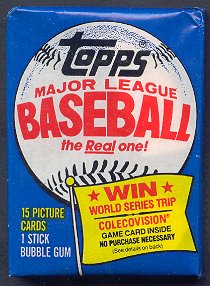 topps
MAJOR LEAGUE
BASEBALL
the Real one!
15 PICTURE
CARDS
1 STICK
BUBBLE GUM
★ WIN ★
WORLD SERIES TRIP
COLECOVISION®
GAME CARD INSIDE
NO PURCHASE NECESSARY
(See details on back)